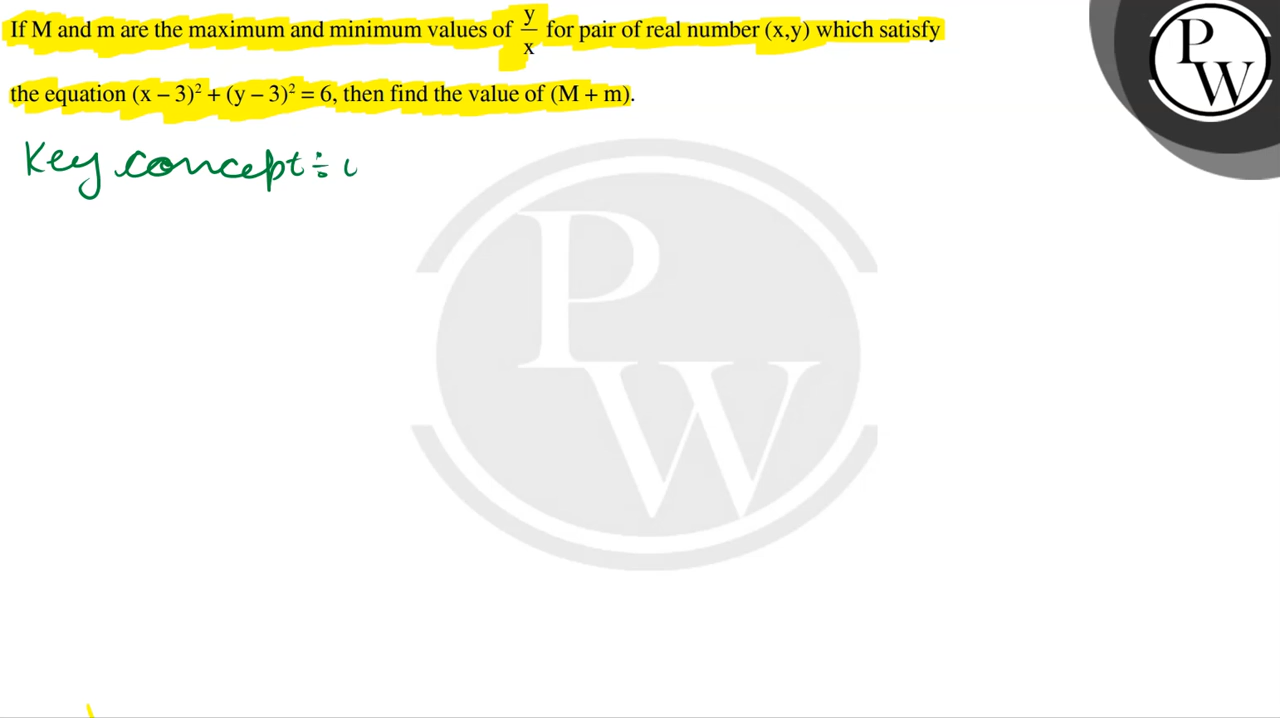 If M and m are the maximum and minimum values of y/x for pair of real number (x,y) which satisfy
the equation (x – 3)² + (y – 3)² = 6, then find the value of (M + m).
Key concept ÷
P
W
P
W